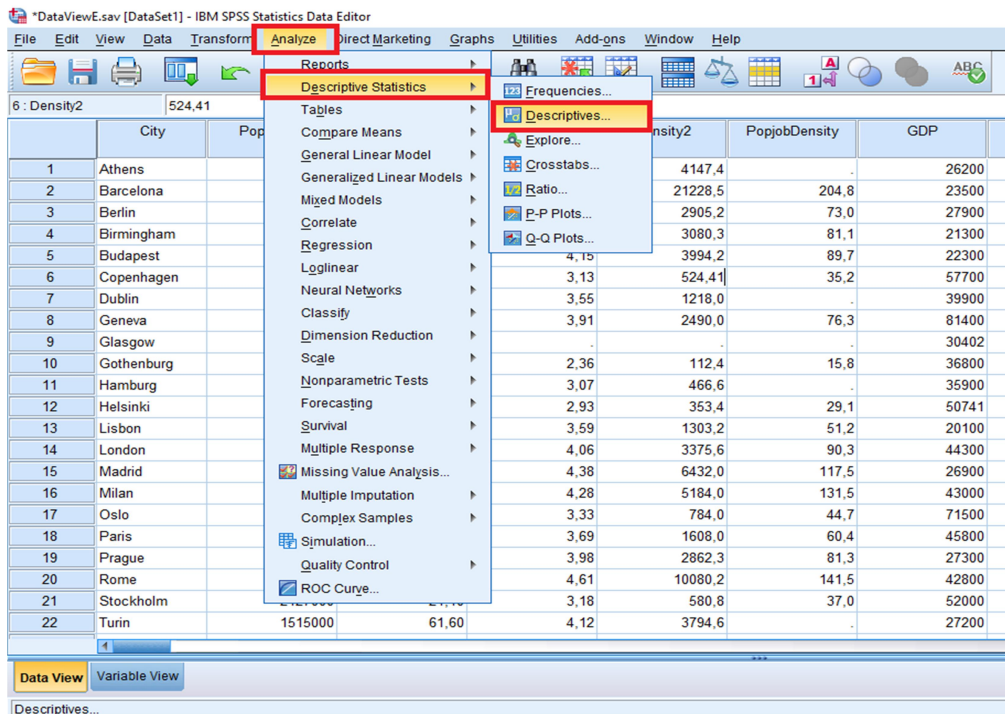 *DataViewE.sav [DataSet1] - IBM SPSS Statistics Data Editor
File Edit View Data Transform Analyze Direct Marketing Graphs Utilities Add-ons Window Help
6 : Density2 524,41
Reports
Descriptive Statistics
Tables
Compare Means
General Linear Model
Generalized Linear Models
Mixed Models
Correlate
Regression
Loglinear
Neural Networks
Classify
Dimension Reduction
Scale
Nonparametric Tests
Forecasting
Survival
Multiple Response
Missing Value Analysis...
Multiple Imputation
Complex Samples
Simulation...
Quality Control
ROC Curve...
Frequencies...
Descriptives...
Explore...
Crosstabs...
Ratio...
P-P Plots...
Q-Q Plots...
City Pop nsity2 PopjobDensity GDP
1 Athens 4147,4 . 26200
2 Barcelona 21228,5 204,8 23500
3 Berlin 2905,2 73,0 27900
4 Birmingham 3080,3 81,1 21300
5 Budapest 4,15 3994,2 89,7 22300
6 Copenhagen 3,13 524,41 35,2 57700
7 Dublin 3,55 1218,0 . 39900
8 Geneva 3,91 2490,0 76,3 81400
9 Glasgow . . . 30402
10 Gothenburg 2,36 112,4 15,8 36800
11 Hamburg 3,07 466,6 . 35900
12 Helsinki 2,93 353,4 29,1 50741
13 Lisbon 3,59 1303,2 51,2 20100
14 London 4,06 3375,6 90,3 44300
15 Madrid 4,38 6432,0 117,5 26900
16 Milan 4,28 5184,0 131,5 43000
17 Oslo 3,33 784,0 44,7 71500
18 Paris 3,69 1608,0 60,4 45800
19 Prague 3,98 2862,3 81,3 27300
20 Rome 4,61 10080,2 141,5 42800
21 Stockholm 3,18 580,8 37,0 52000
22 Turin 1515000 61,60 4,12 3794,6 . 27200
Data View Variable View
Descriptives...